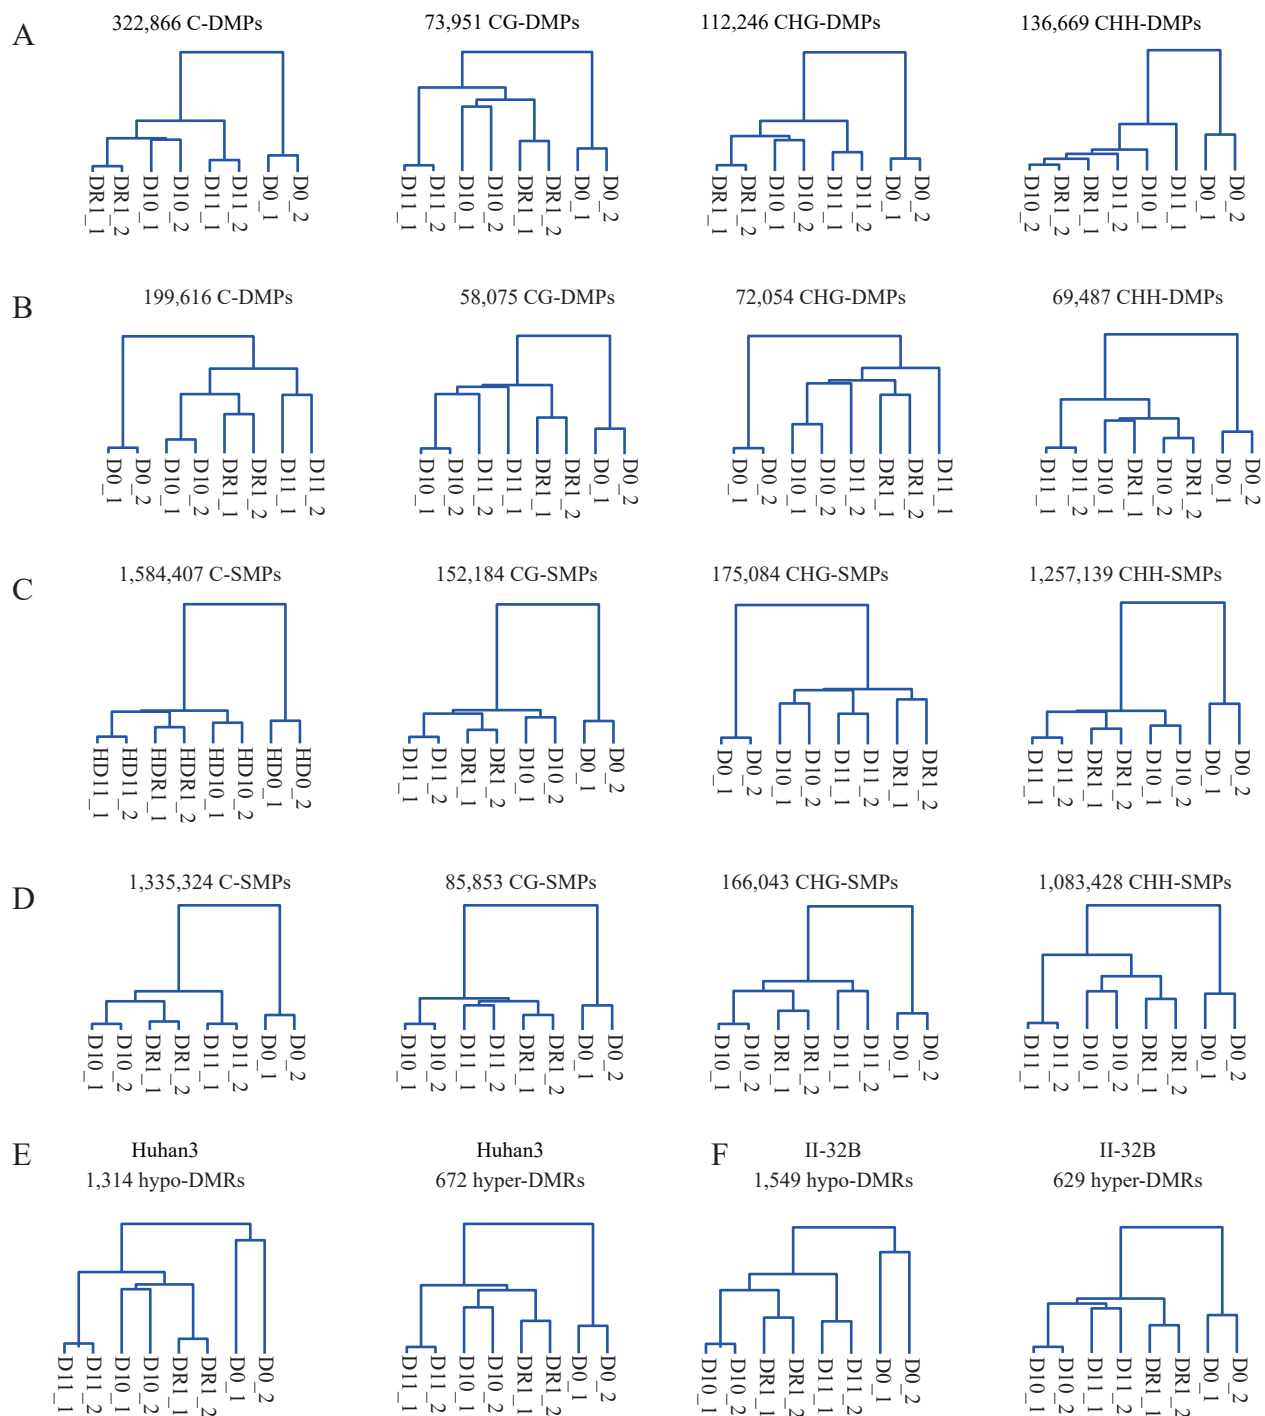 A
322,866 C-DMPs 73,951 CG-DMPs 112,246 CHG-DMPs 136,669 CHH-DMPs
DR1_1 DR1_2 D10_1 D10_2 D11_1 D11_2 D0_1 D0_2
D11_1 D11_2 D10_1 D10_2 DR1_1 DR1_2 D0_1 D0_2
DR1_1 DR1_2 D10_1 D10_2 D11_1 D11_2 D0_1 D0_2
D10_2 DR1_2 DR1_1 D11_2 D10_1 D11_1 D0_1 D0_2
B
199,616 C-DMPs 58,075 CG-DMPs 72,054 CHG-DMPs 69,487 CHH-DMPs
D0_1 D0_2 D10_1 D10_2 DR1_1 DR1_2 D11_1 D11_2
D10_1 D10_2 D11_2 D11_1 DR1_1 DR1_2 D0_1 D0_2
D0_1 D0_2 D10_1 D10_2 D11_2 DR1_1 DR1_2 D11_1
D11_1 D11_2 D10_1 DR1_1 D10_2 DR1_2 D0_1 D0_2
C
1,584,407 C-SMPs 152,184 CG-SMPs 175,084 CHG-SMPs 1,257,139 CHH-SMPs
HD11_1 HD11_2 HDR1_1 HDR1_2 HD10_1 HD10_2 HD0_1 HD0_2
D11_1 D11_2 DR1_1 DR1_2 D10_1 D10_2 D0_1 D0_2
D0_1 D0_2 D10_1 D10_2 D11_1 D11_2 DR1_1 DR1_2
D11_1 D11_2 DR1_1 DR1_2 D10_1 D10_2 D0_1 D0_2
D
1,335,324 C-SMPs 85,853 CG-SMPs 166,043 CHG-SMPs 1,083,428 CHH-SMPs
D10_1 D10_2 DR1_1 DR1_2 D11_1 D11_2 D0_1 D0_2
D10_1 D10_2 D11_1 D11_2 DR1_1 DR1_2 D0_1 D0_2
D10_1 D10_2 DR1_1 DR1_2 D11_1 D11_2 D0_1 D0_2
D11_1 D11_2 D10_1 D10_2 DR1_1 DR1_2 D0_1 D0_2
E
Huhan3
1,314 hypo-DMRs
D11_1 D11_2 D10_1 D10_2 DR1_1 DR1_2 D0_1 D0_2
Huhan3
672 hyper-DMRs
D11_1 D11_2 D10_1 D10_2 DR1_1 DR1_2 D0_1 D0_2
F
II-32B
1,549 hypo-DMRs
D10_1 D10_2 DR1_1 DR1_2 D11_1 D11_2 D0_1 D0_2
II-32B
629 hyper-DMRs
D10_1 D10_2 D11_1 D11_2 DR1_1 DR1_2 D0_1 D0_2